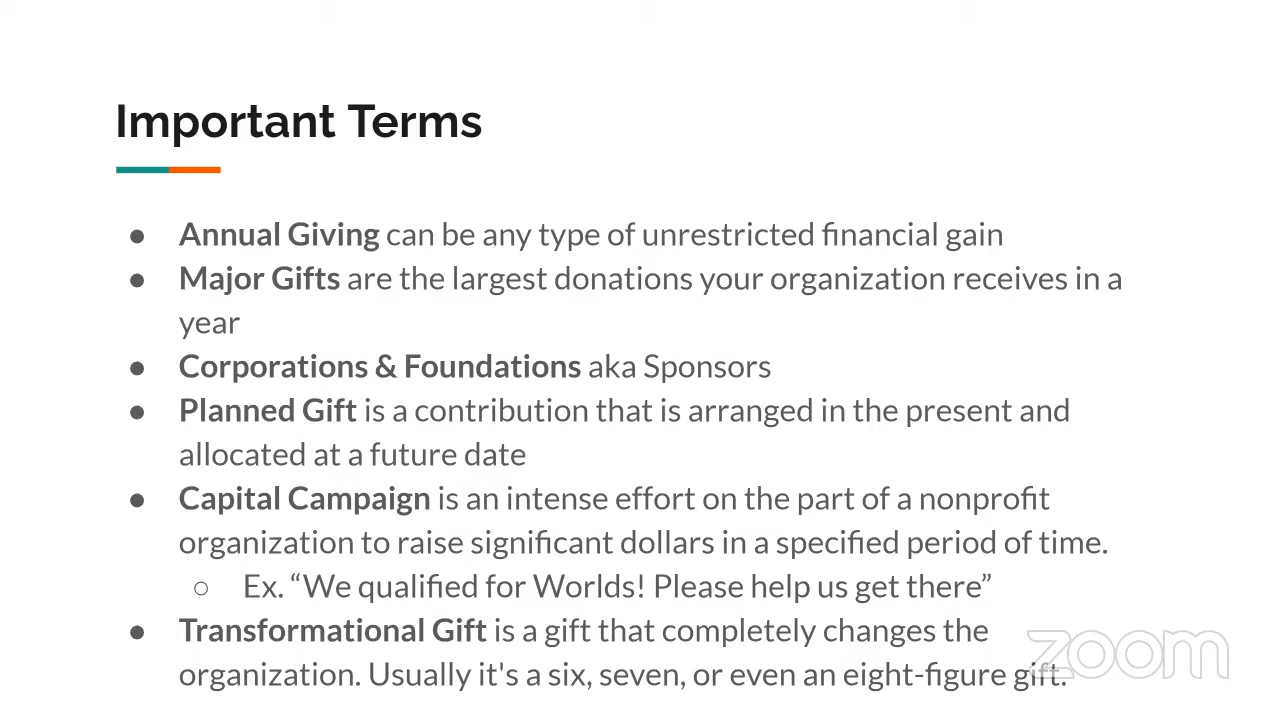 Important Terms
● Annual Giving can be any type of unrestricted financial gain
● Major Gifts are the largest donations your organization receives in a
year
● Corporations & Foundations aka Sponsors
● Planned Gift is a contribution that is arranged in the present and
allocated at a future date
● Capital Campaign is an intense effort on the part of a nonprofit
organization to raise significant dollars in a specified period of time.
○ Ex. “We qualified for Worlds! Please help us get there”
● Transformational Gift is a gift that completely changes the
organization. Usually it's a six, seven, or even an eight-figure gift.
zoom